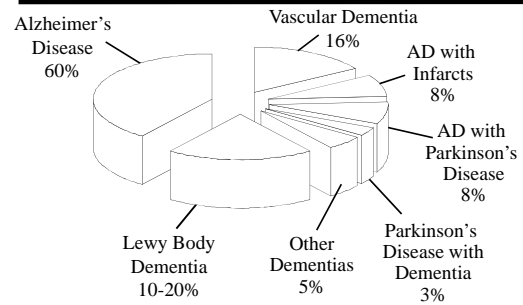 Alzheimer’s
Disease
60%
Vascular Dementia
16%
AD with
Infarcts
8%
AD with
Parkinson’s
Disease
8%
Parkinson’s
Disease with
Dementia
3%
Other
Dementias
5%
Lewy Body
Dementia
10-20%